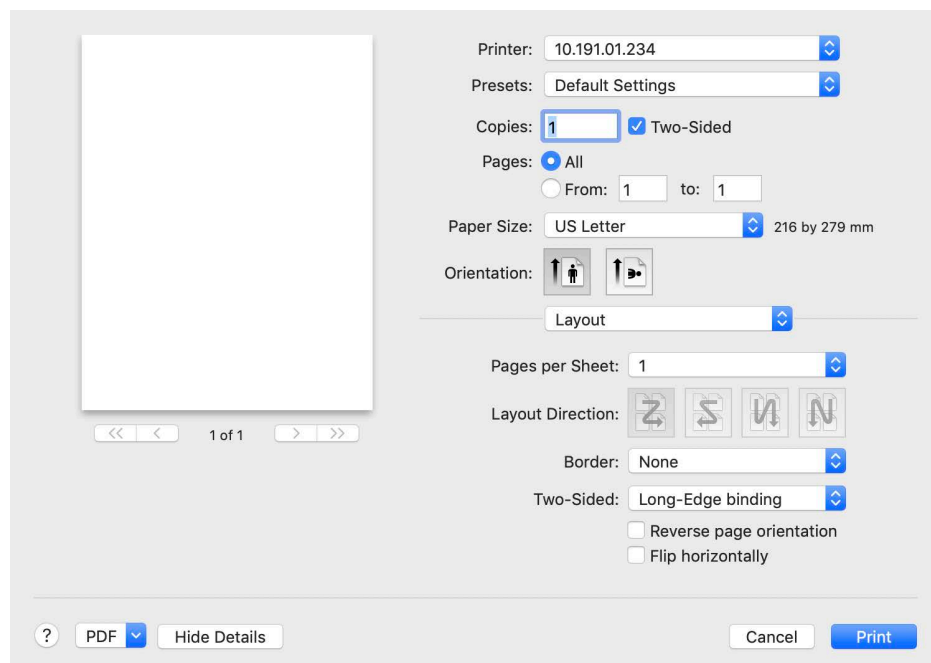 Printer: 10.191.01.234
Presets: Default Settings
Copies: 1 Two-Sided
Pages: All
From: 1 to: 1
Paper Size: US Letter 216 by 279 mm
Orientation:
Layout
Pages per Sheet: 1
Layout Direction:
<< < 1 of 1 > >>
Border: None
Two-Sided: Long-Edge binding
Reverse page orientation
Flip horizontally
? PDF Hide Details Cancel Print